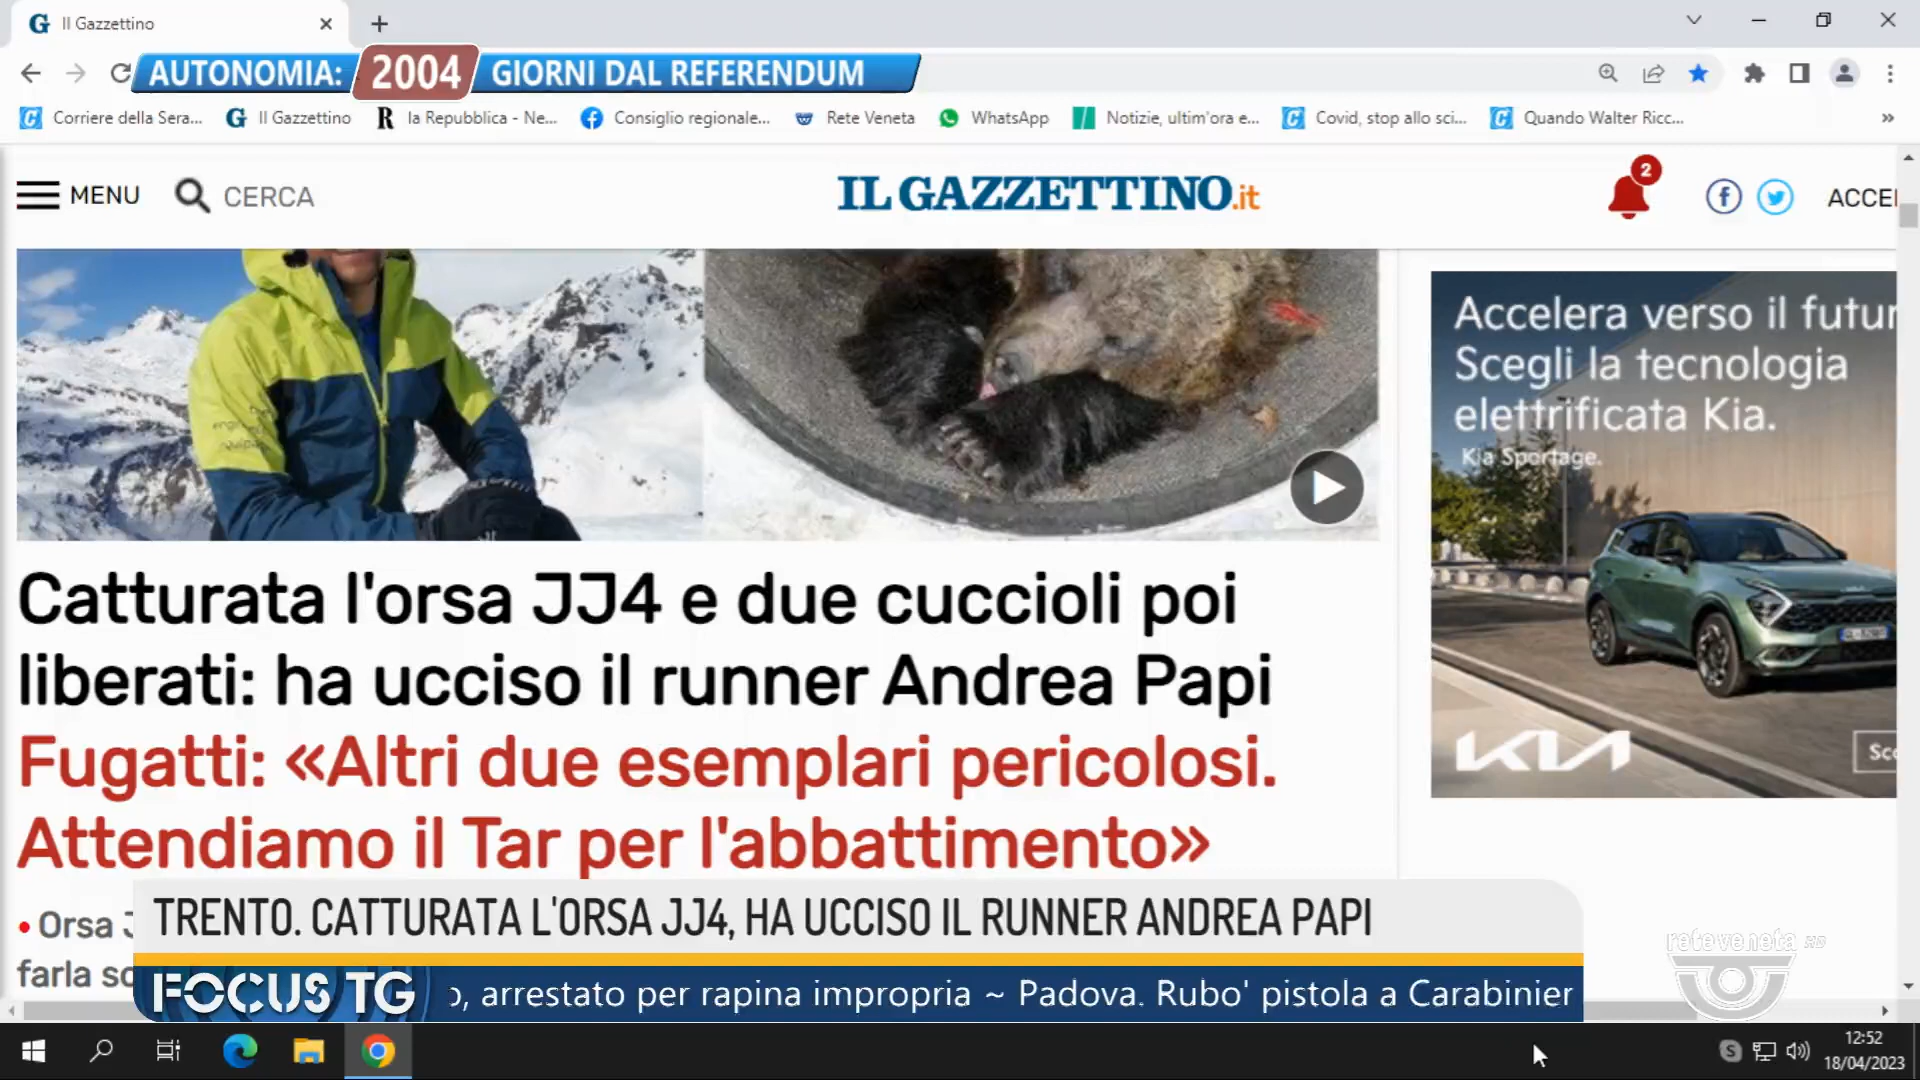 Il Gazzettino
AUTONOMIA: 2004 GIORNI DAL REFERENDUM
Corriere della Sera... Il Gazzettino la Repubblica - Ne... Consiglio regionale... Rete Veneta WhatsApp Notizie, ultim'ora e... Covid, stop allo sci... Quando Walter Ricc... »
MENU CERCA IL GAZZETTINO.it 2 ACCE
Accelera verso il futur
Scegli la tecnologia
elettrificata Kia.
Kia Sportage.
KIA
Sc
Catturata l'orsa JJ4 e due cuccioli poi
liberati: ha ucciso il runner Andrea Papi
Fugatti: «Altri due esemplari pericolosi.
Attendiamo il Tar per l'abbattimento»
• Orsa J
farla sc
TRENTO. CATTURATA L'ORSA JJ4, HA UCCISO IL RUNNER ANDREA PAPI
FOCUS TG o, arrestato per rapina impropria ~ Padova. Rubo' pistola a Carabinier
reteveneta HD
12:52
18/04/2023